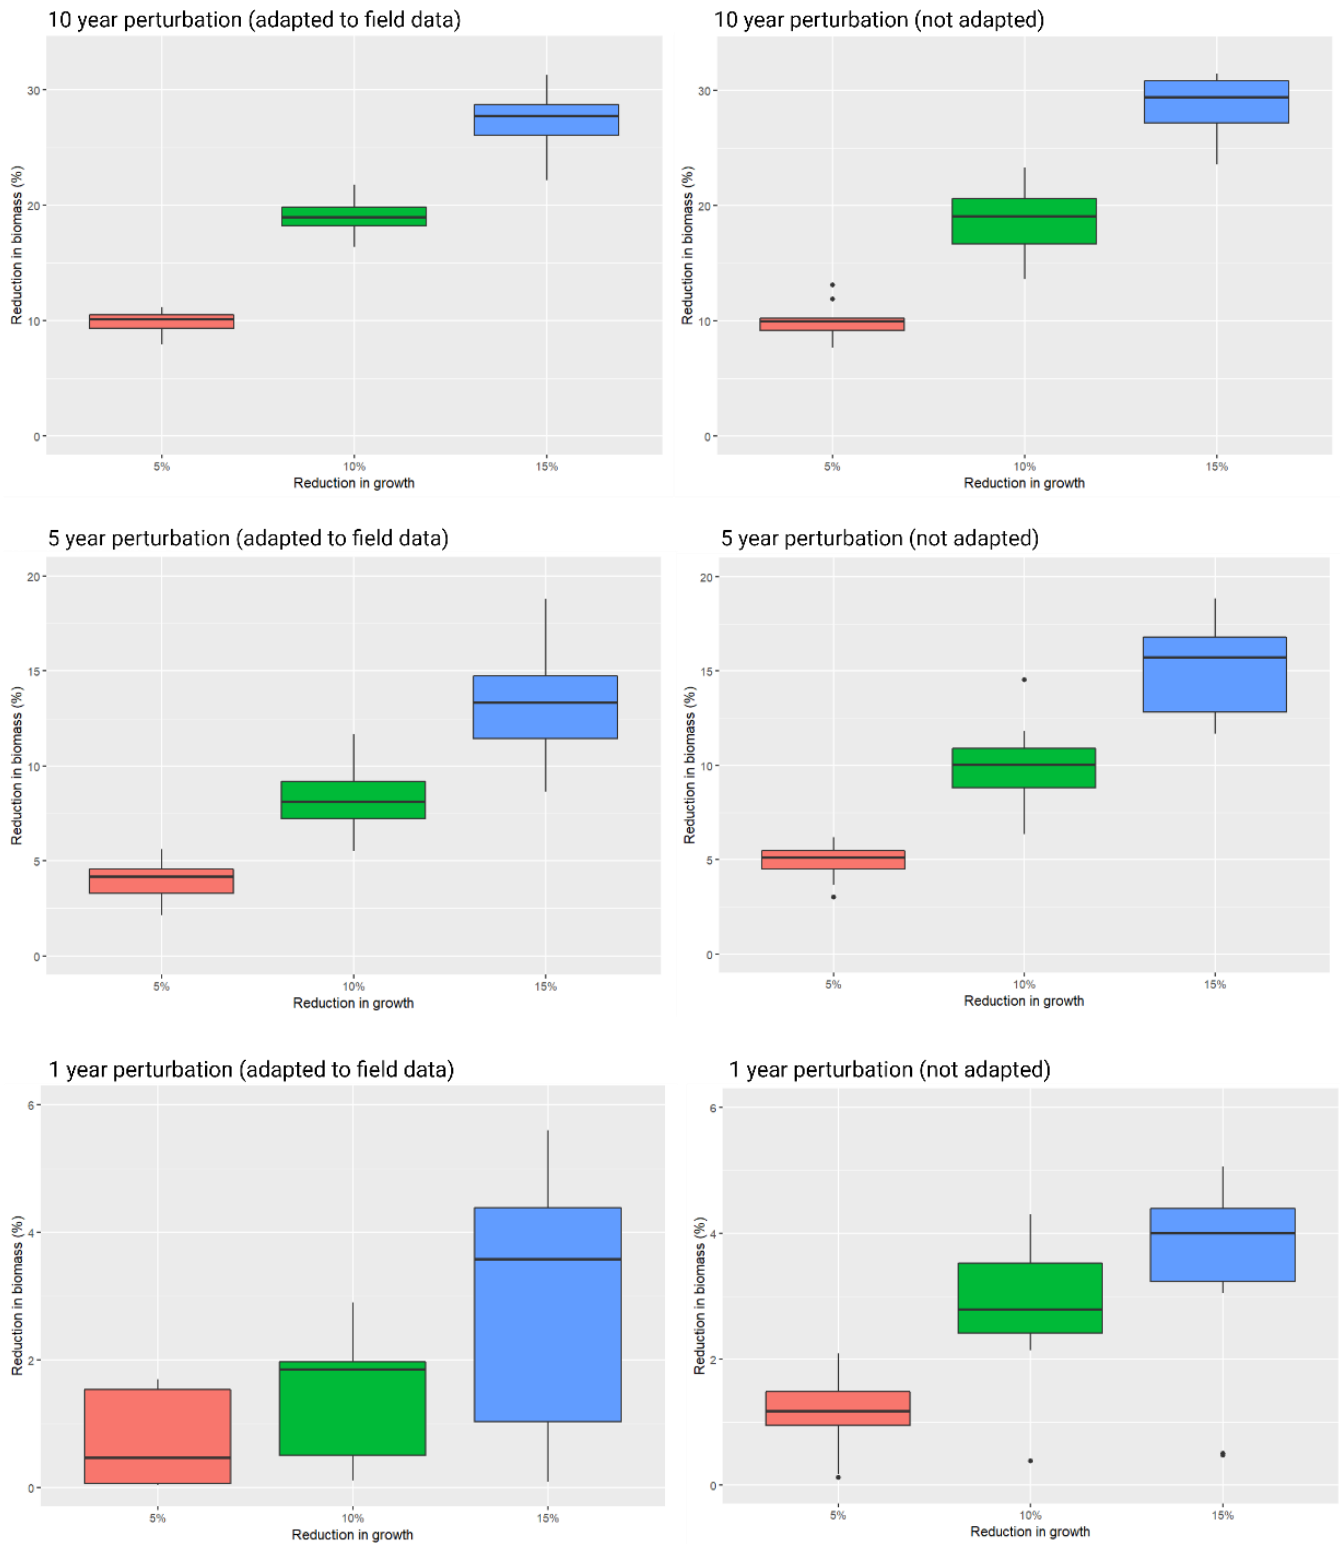 10 year perturbation (adapted to field data)
Reduction in biomass (%)
30
20
10
0
5%
10%
15%
Reduction in growth
10 year perturbation (not adapted)
Reduction in biomass (%)
30
20
10
0
5%
10%
15%
Reduction in growth
5 year perturbation (adapted to field data)
Reduction in biomass (%)
20
15
10
5
0
5%
10%
15%
Reduction in growth
5 year perturbation (not adapted)
Reduction in biomass (%)
20
15
10
5
0
5%
10%
15%
Reduction in growth
1 year perturbation (adapted to field data)
Reduction in biomass (%)
6
4
2
0
5%
10%
15%
Reduction in growth
1 year perturbation (not adapted)
Reduction in biomass (%)
6
4
2
0
5%
10%
15%
Reduction in growth